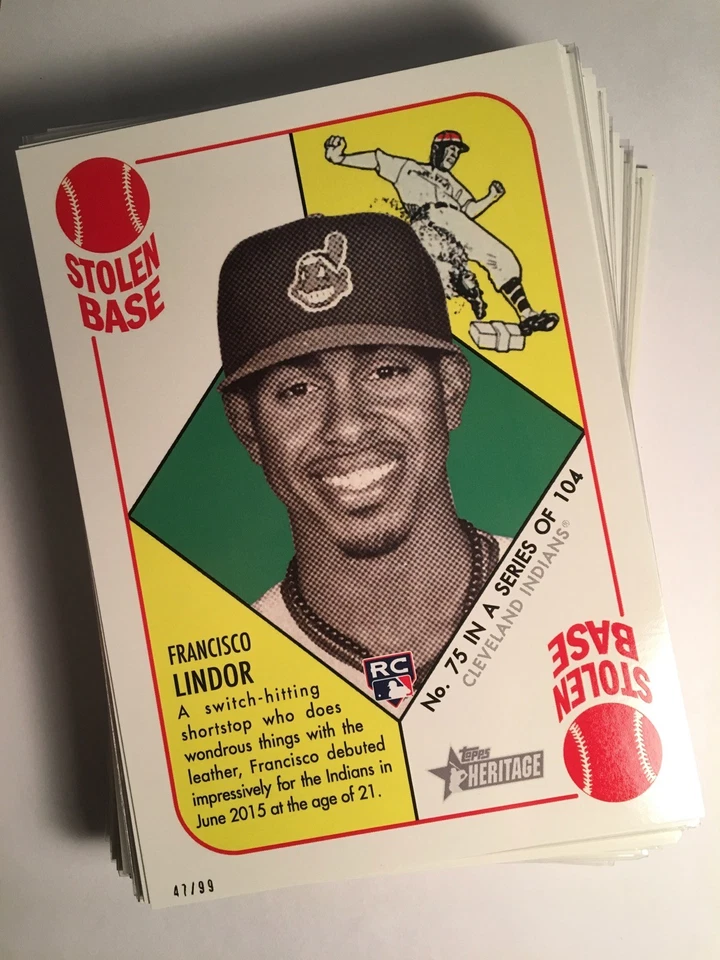 STOLEN
BASE
No. 75 IN A SERIES OF 104
CLEVELAND INDIANS®
FRANCISCO
LINDOR
A switch-hitting
shortstop who does
wondrous things with the
leather, Francisco debuted
impressively for the Indians in
June 2015 at the age of 21.
RC
Topps
HERITAGE
STOLEN
BASE
47/99